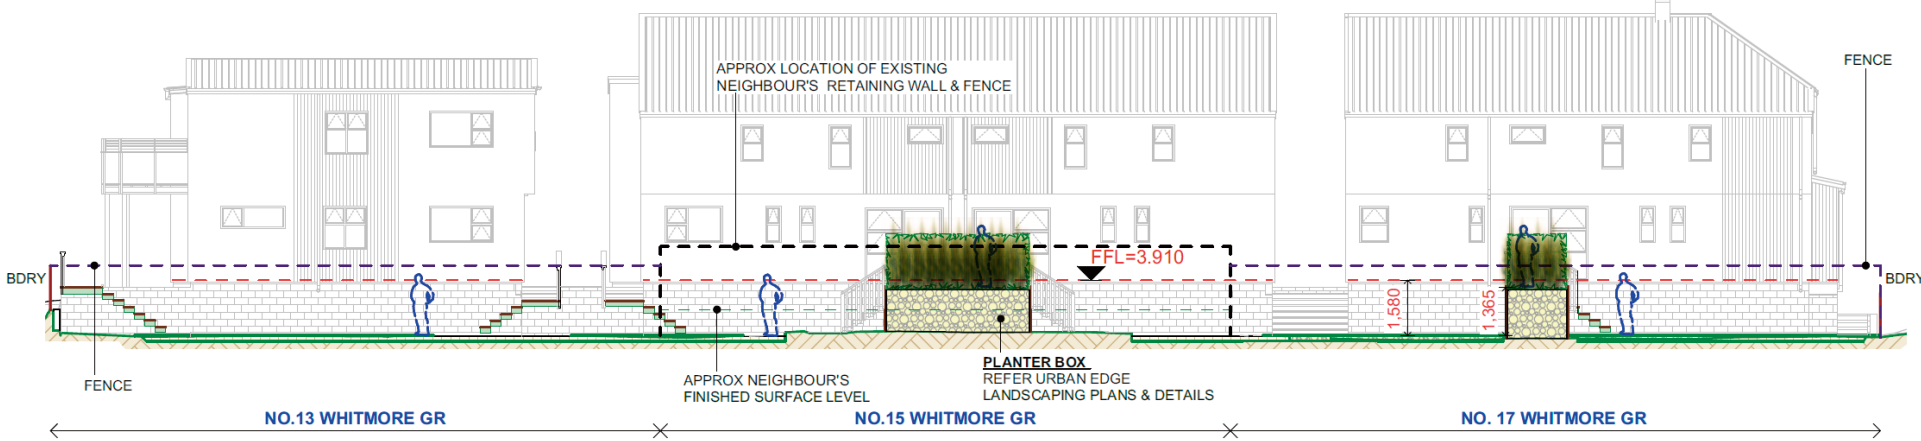 APPROX LOCATION OF EXISTING
NEIGHBOUR'S RETAINING WALL & FENCE
FENCE
FFL=3.910
BDRY
BDRY
1,580
1,365
FENCE
APPROX NEIGHBOUR'S
FINISHED SURFACE LEVEL
PLANTER BOX
REFER URBAN EDGE
LANDSCAPING PLANS & DETAILS
NO.13 WHITMORE GR
NO.15 WHITMORE GR
NO. 17 WHITMORE GR